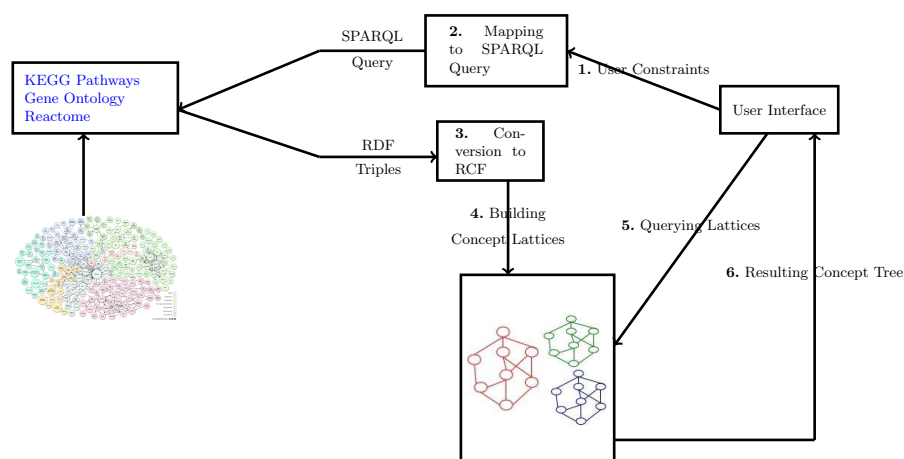 SPARQL
Query
2. Mapping
to SPARQL
Query
1. User Constraints
KEGG Pathways
Gene Ontology
Reactome
User Interface
RDF
Triples
3. Con-
version to
RCF
4. Building
Concept Lattices
5. Querying Lattices
6. Resulting Concept Tree